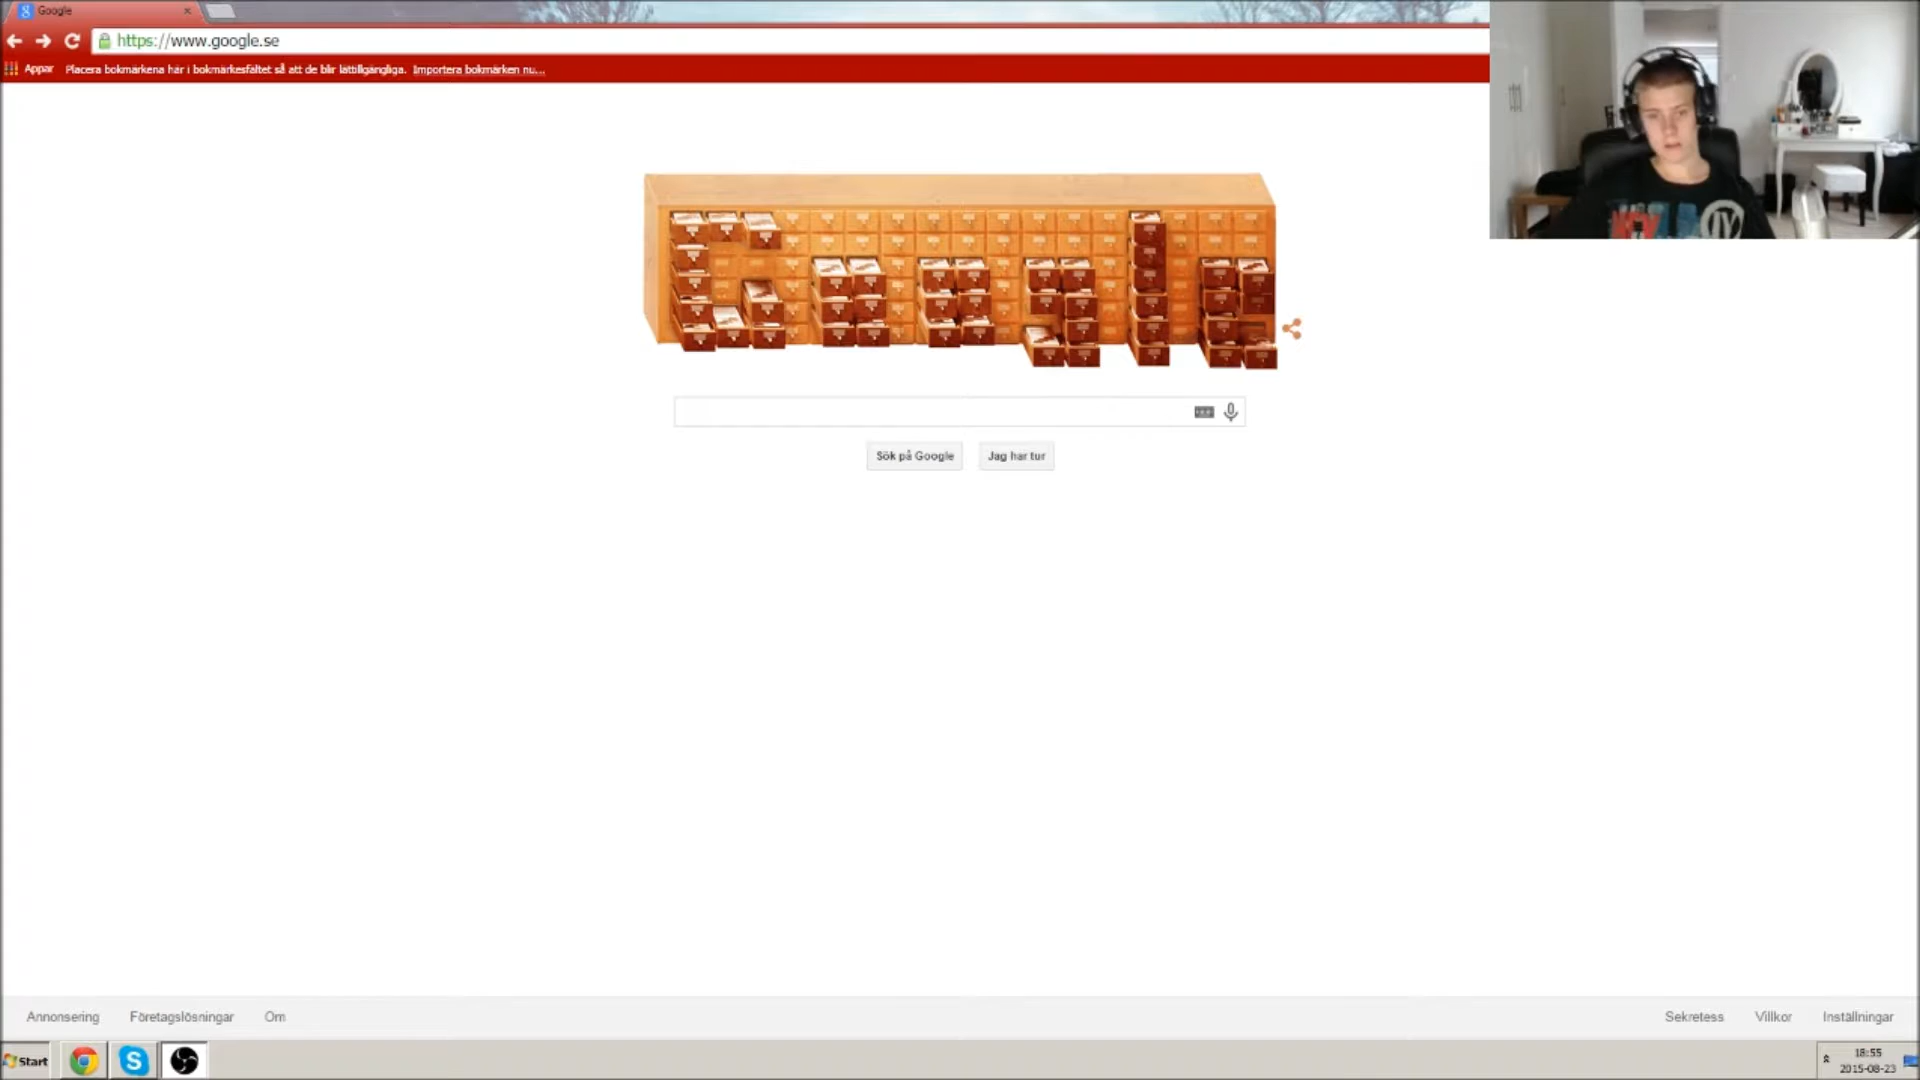 Google
https://www.google.se
Appar Placera bokmärkena här i bokmärkesfältet så att de blir lättillgängliga. Importera bokmärken nu...
Google
Sök på Google Jag har tur
Annonsering Företagslösningar Om Sekretess Villkor Inställningar
Start 18:55
2015-08-23